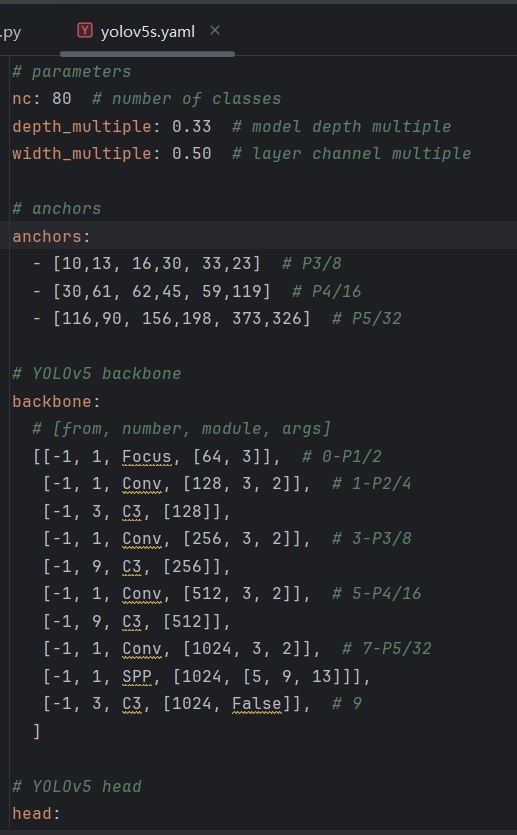 .py
Y yolov5s.yaml ×
# parameters
nc: 80  # number of classes
depth_multiple: 0.33  # model depth multiple
width_multiple: 0.50  # layer channel multiple
# anchors
anchors:
  - [10,13, 16,30, 33,23]  # P3/8
  - [30,61, 62,45, 59,119]  # P4/16
  - [116,90, 156,198, 373,326]  # P5/32
# YOLOv5 backbone
backbone:
  # [from, number, module, args]
  [[-1, 1, Focus, [64, 3]],  # 0-P1/2
   [-1, 1, Conv, [128, 3, 2]],  # 1-P2/4
   [-1, 3, C3, [128]],
   [-1, 1, Conv, [256, 3, 2]],  # 3-P3/8
   [-1, 9, C3, [256]],
   [-1, 1, Conv, [512, 3, 2]],  # 5-P4/16
   [-1, 9, C3, [512]],
   [-1, 1, Conv, [1024, 3, 2]],  # 7-P5/32
   [-1, 1, SPP, [1024, [5, 9, 13]]],
   [-1, 3, C3, [1024, False]],  # 9
  ]
# YOLOv5 head
head: